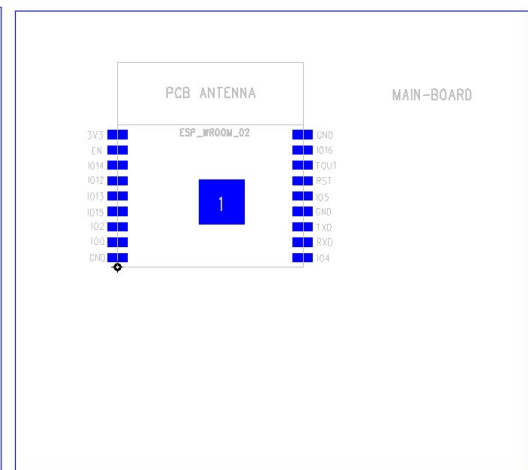 PCB ANTENNA
MAIN-BOARD
ESP_WROOM_02
3V3
EN
IO14
IO12
IO13
IO15
IO2
IO0
GND
1
GND
IO16
TOUT
RST
IO5
GND
TXD
RXD
IO4